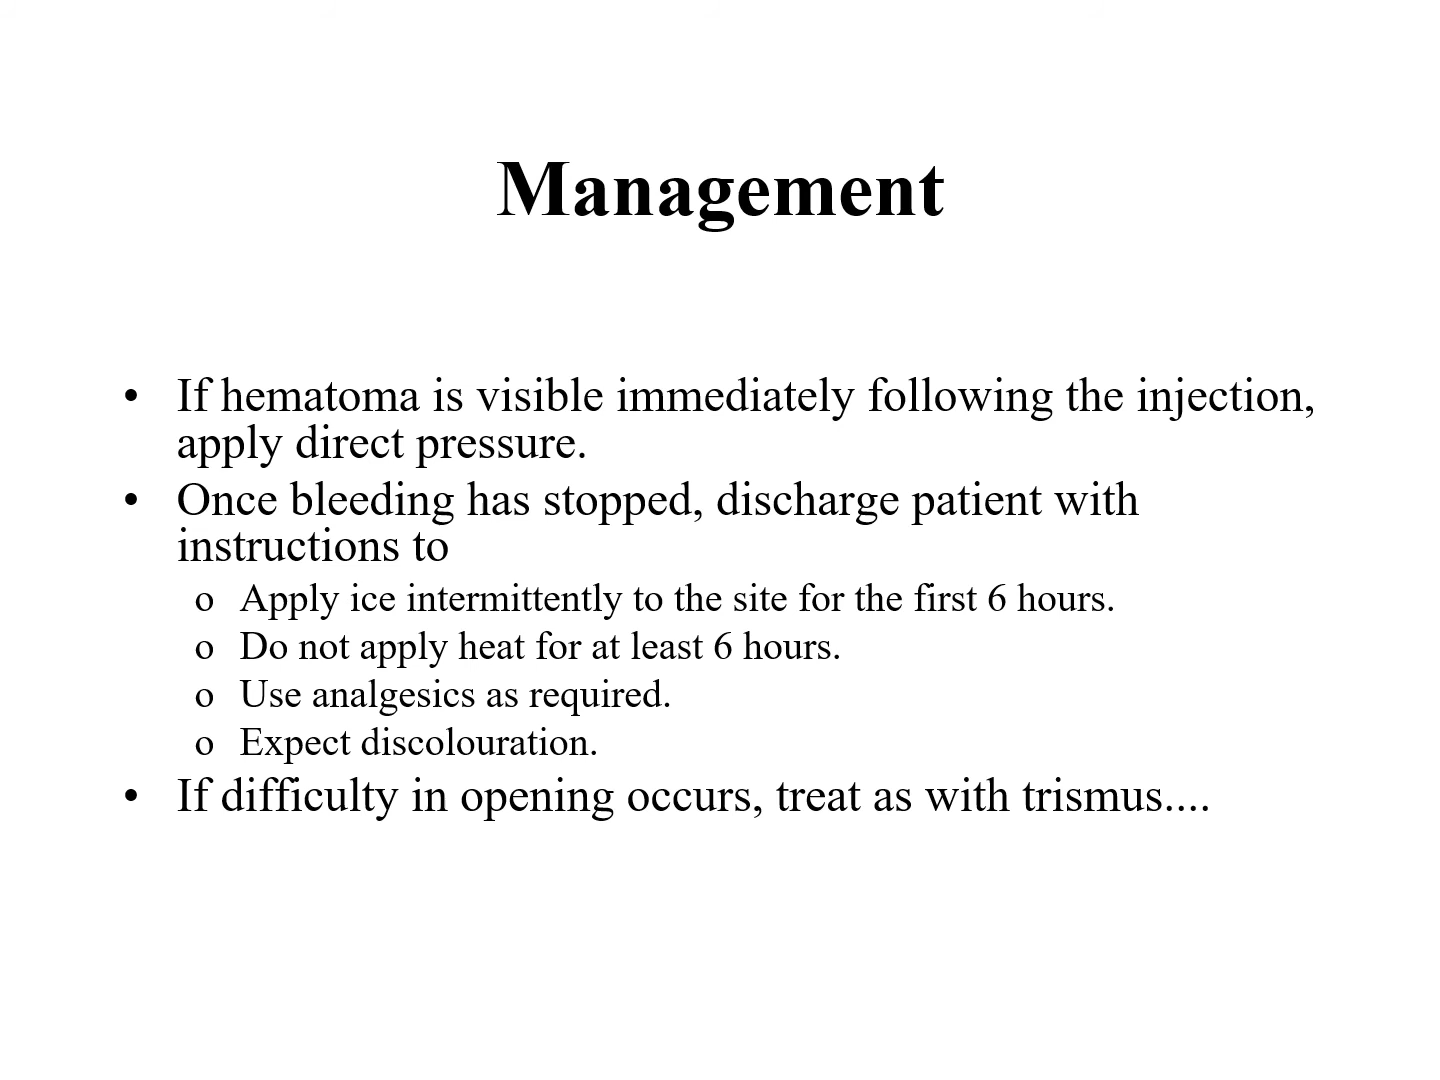 Management
• If hematoma is visible immediately following the injection,
apply direct pressure.
• Once bleeding has stopped, discharge patient with
instructions to
o Apply ice intermittently to the site for the first 6 hours.
o Do not apply heat for at least 6 hours.
o Use analgesics as required.
o Expect discolouration.
• If difficulty in opening occurs, treat as with trismus....